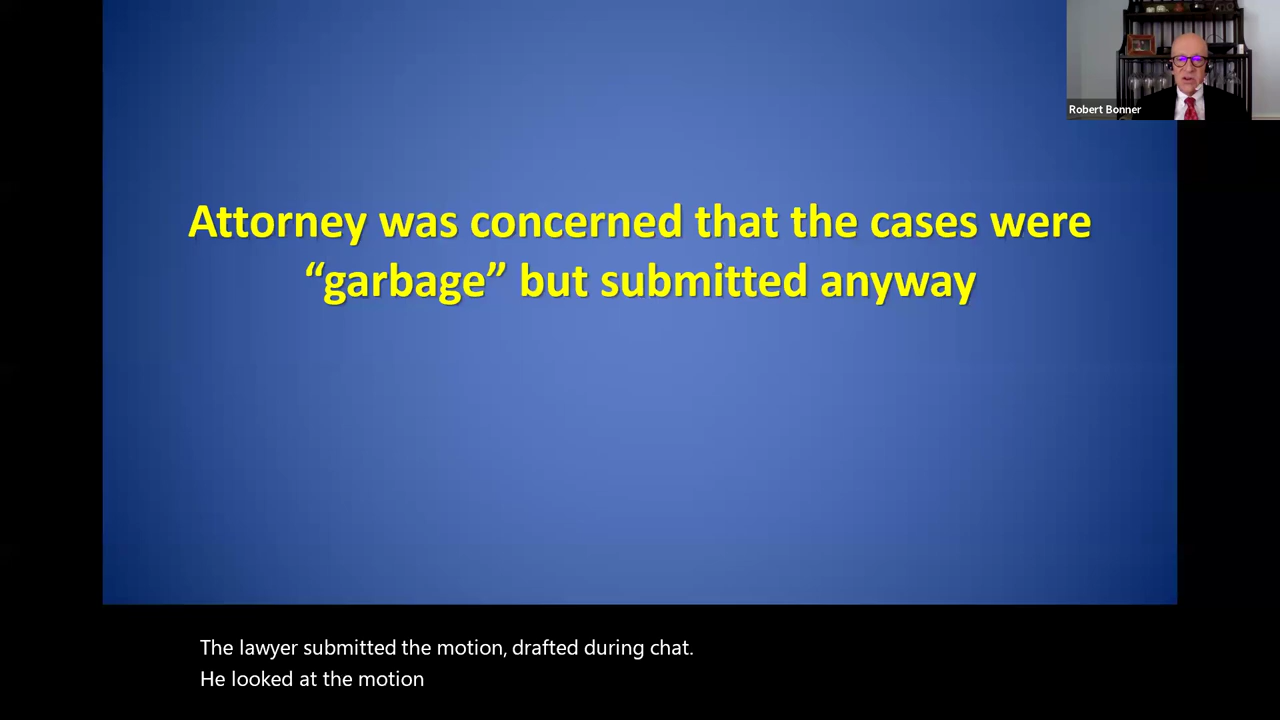 Robert Bonner
Attorney was concerned that the cases were
“garbage” but submitted anyway
The lawyer submitted the motion, drafted during chat.
He looked at the motion